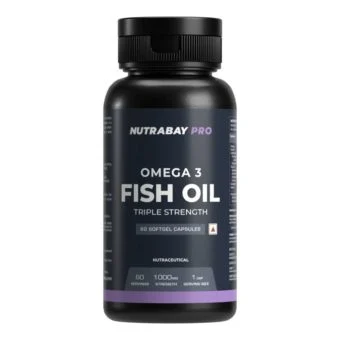 NUTRABAY PRO
OMEGA 3
FISH OIL
TRIPLE STRENGTH
60 SOFTGEL CAPSULES
NUTRACEUTICAL
60 1000MG 1 CAP
SERVINGS STRENGTH SERVING SIZE